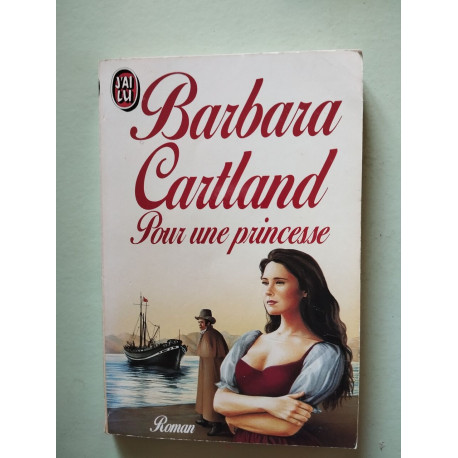 J'AI
LU
Barbara
Cartland
Pour une princesse
Roman